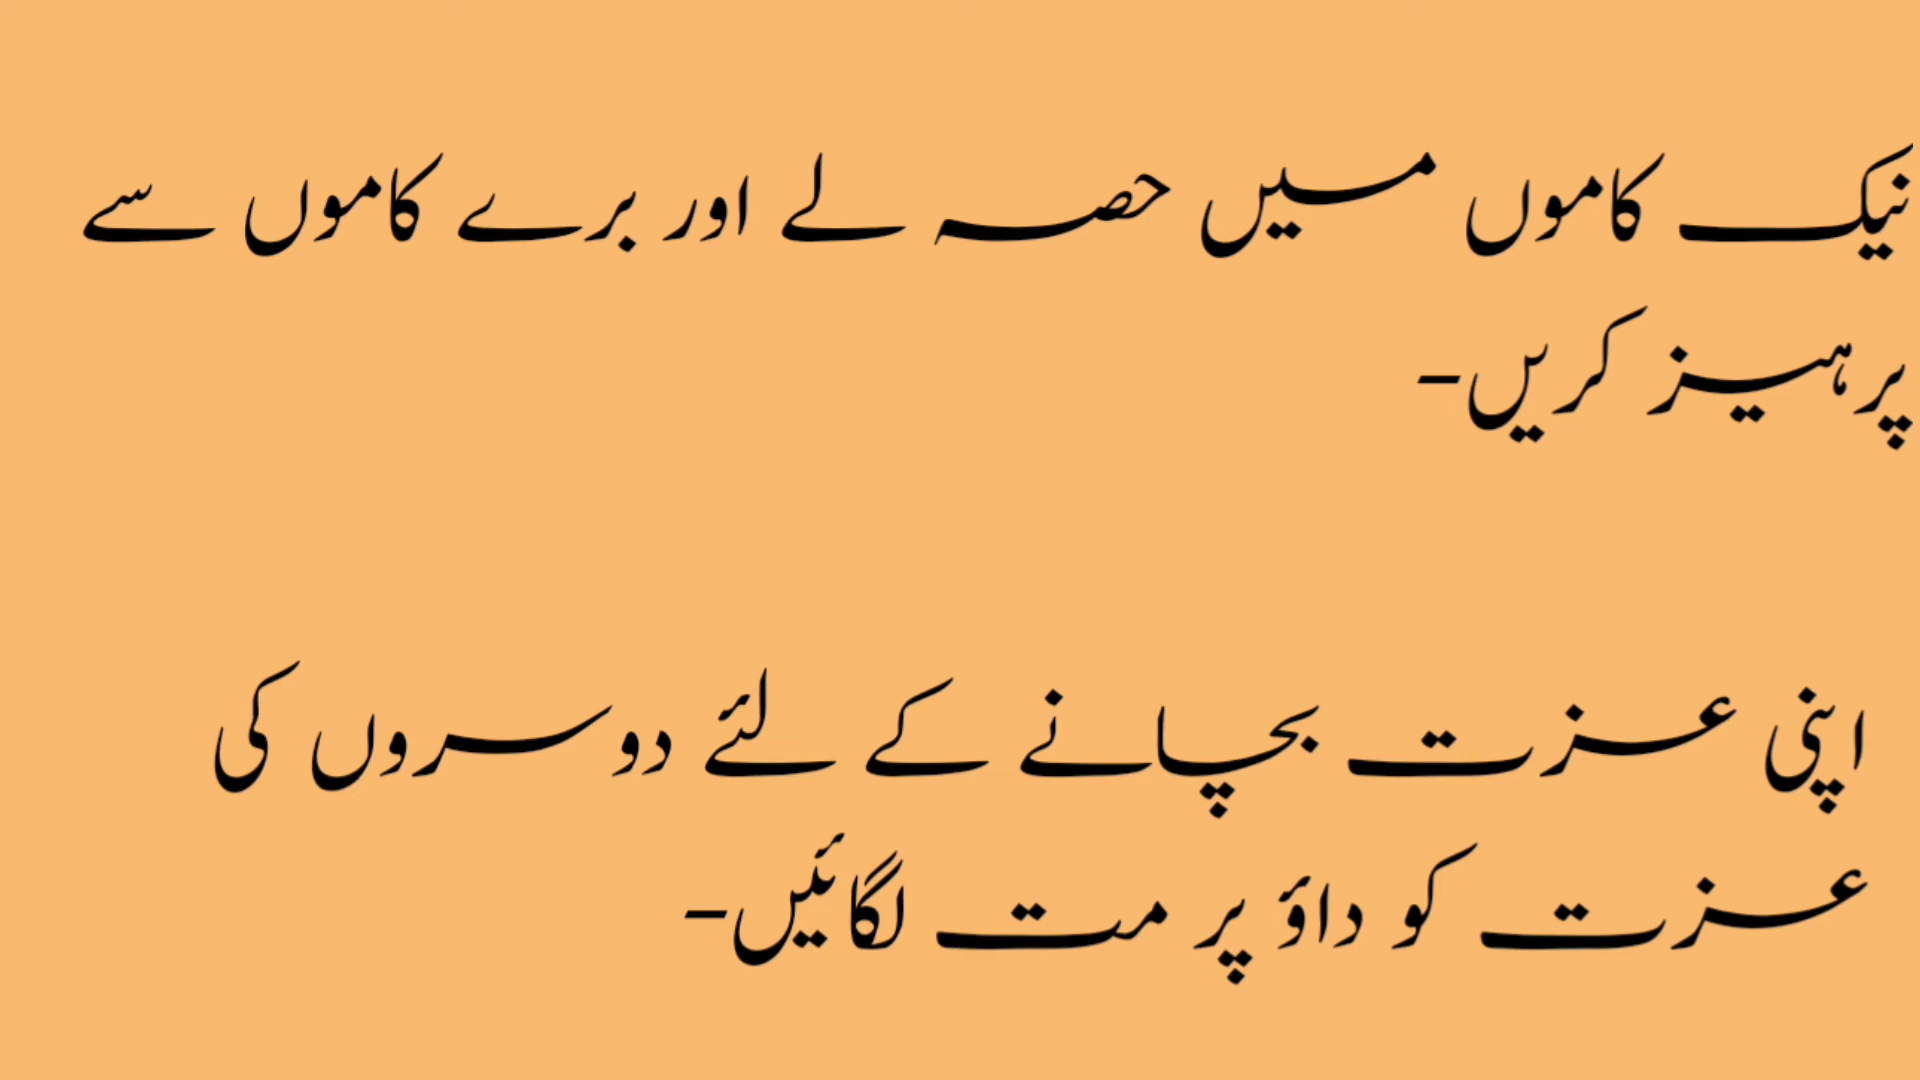 نیک کاموں میں حصہ لے اور برے کاموں سے
پرہیز کریں-
اپنی عزت بچانے کے لئے دوسروں کی
عزت کو داؤ پر مت لگائیں-